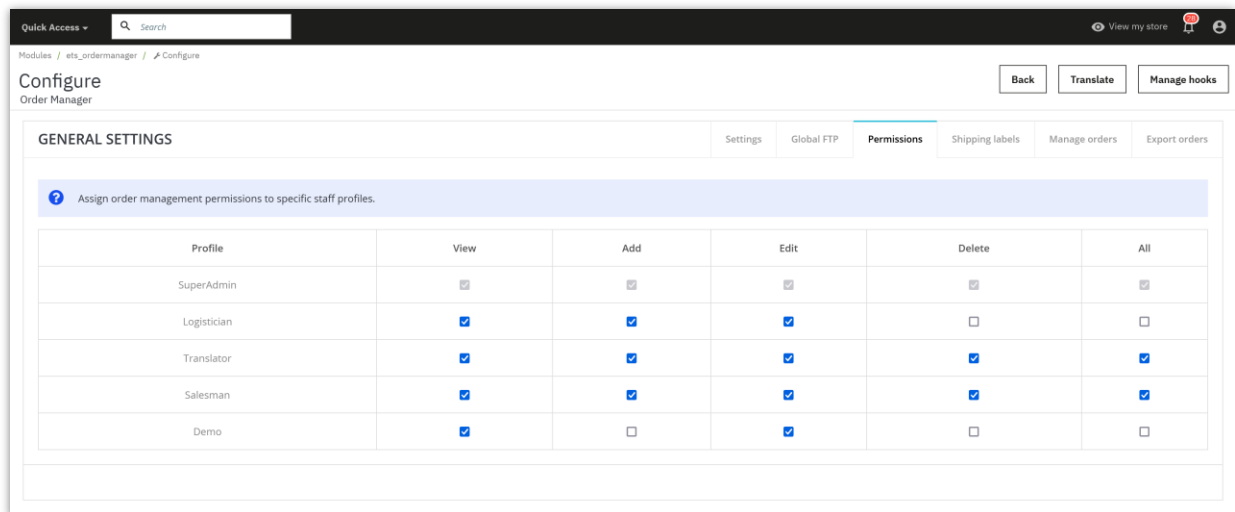 Quick Access Search View my store 20
Modules / ets_ordermanager / Configure
Configure
Order Manager
Back Translate Manage hooks
GENERAL SETTINGS Settings Global FTP Permissions Shipping labels Manage orders Export orders
? Assign order management permissions to specific staff profiles.
Profile View Add Edit Delete All
SuperAdmin
Logistician
Translator
Salesman
Demo